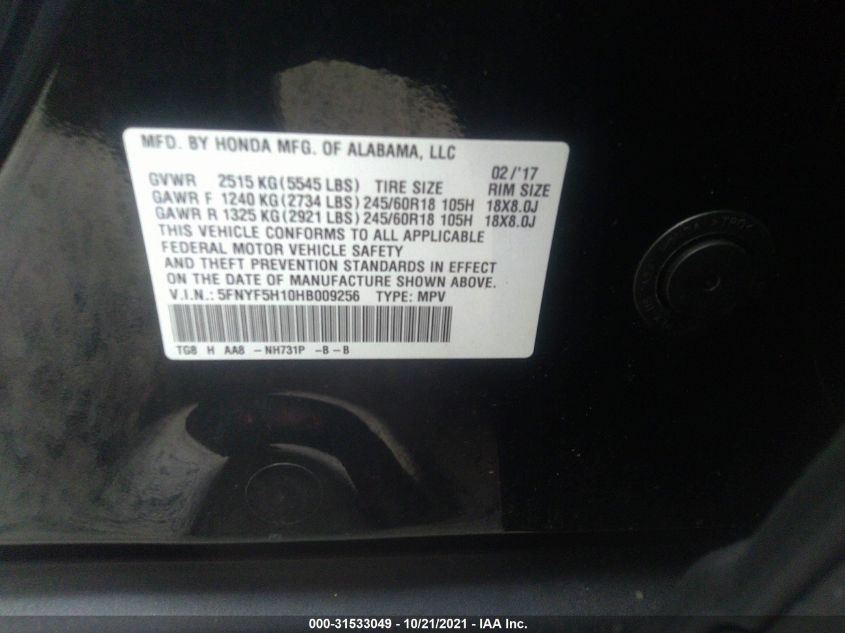 MFD. BY HONDA MFG. OF ALABAMA, LLC
02/'17
GVWR 2515 KG (5545 LBS) TIRE SIZE RIM SIZE
GAWR F 1240 KG (2734 LBS) 245/60R18 105H 18X8.0J
GAWR R 1325 KG (2921 LBS) 245/60R18 105H 18X8.0J
THIS VEHICLE CONFORMS TO ALL APPLICABLE
FEDERAL MOTOR VEHICLE SAFETY
AND THEFT PREVENTION STANDARDS IN EFFECT
ON THE DATE OF MANUFACTURE SHOWN ABOVE.
V.I.N.: 5FNYF5H10HB009256 TYPE: MPV
TG8 H AA8 -NH731P -B-B
000-31533049 - 10/21/2021 - IAA Inc.